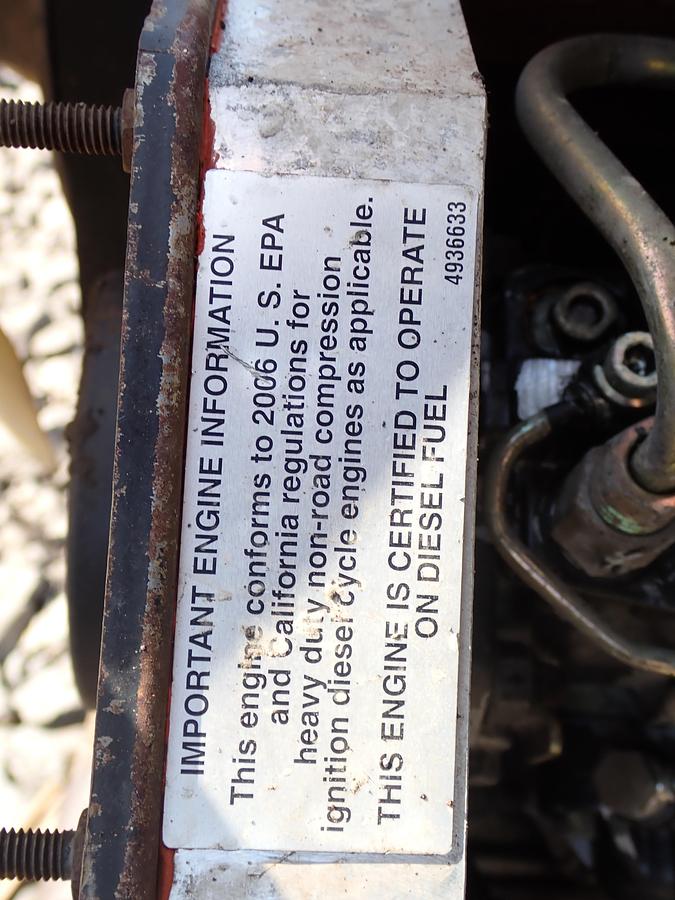 IMPORTANT ENGINE INFORMATION
This engine conforms to 2006 U. S. EPA
and California regulations for
heavy duty non-road compression
ignition diesel cycle engines as applicable.
THIS ENGINE IS CERTIFIED TO OPERATE
ON DIESEL FUEL
4936633